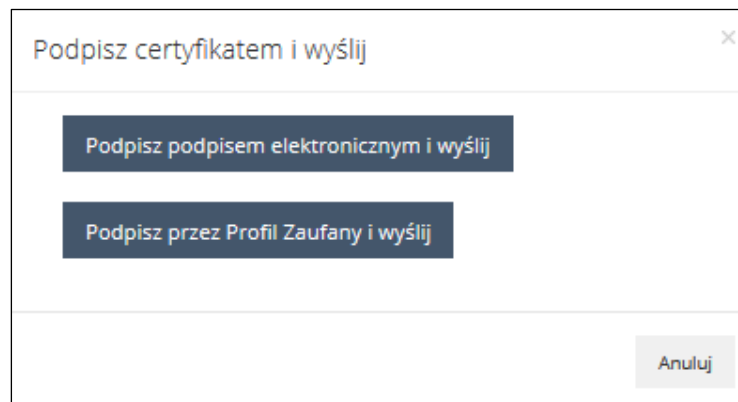 Podpisz certyfikatem i wyślij
×
Podpisz podpisem elektronicznym i wyślij
Podpisz przez Profil Zaufany i wyślij
Anuluj